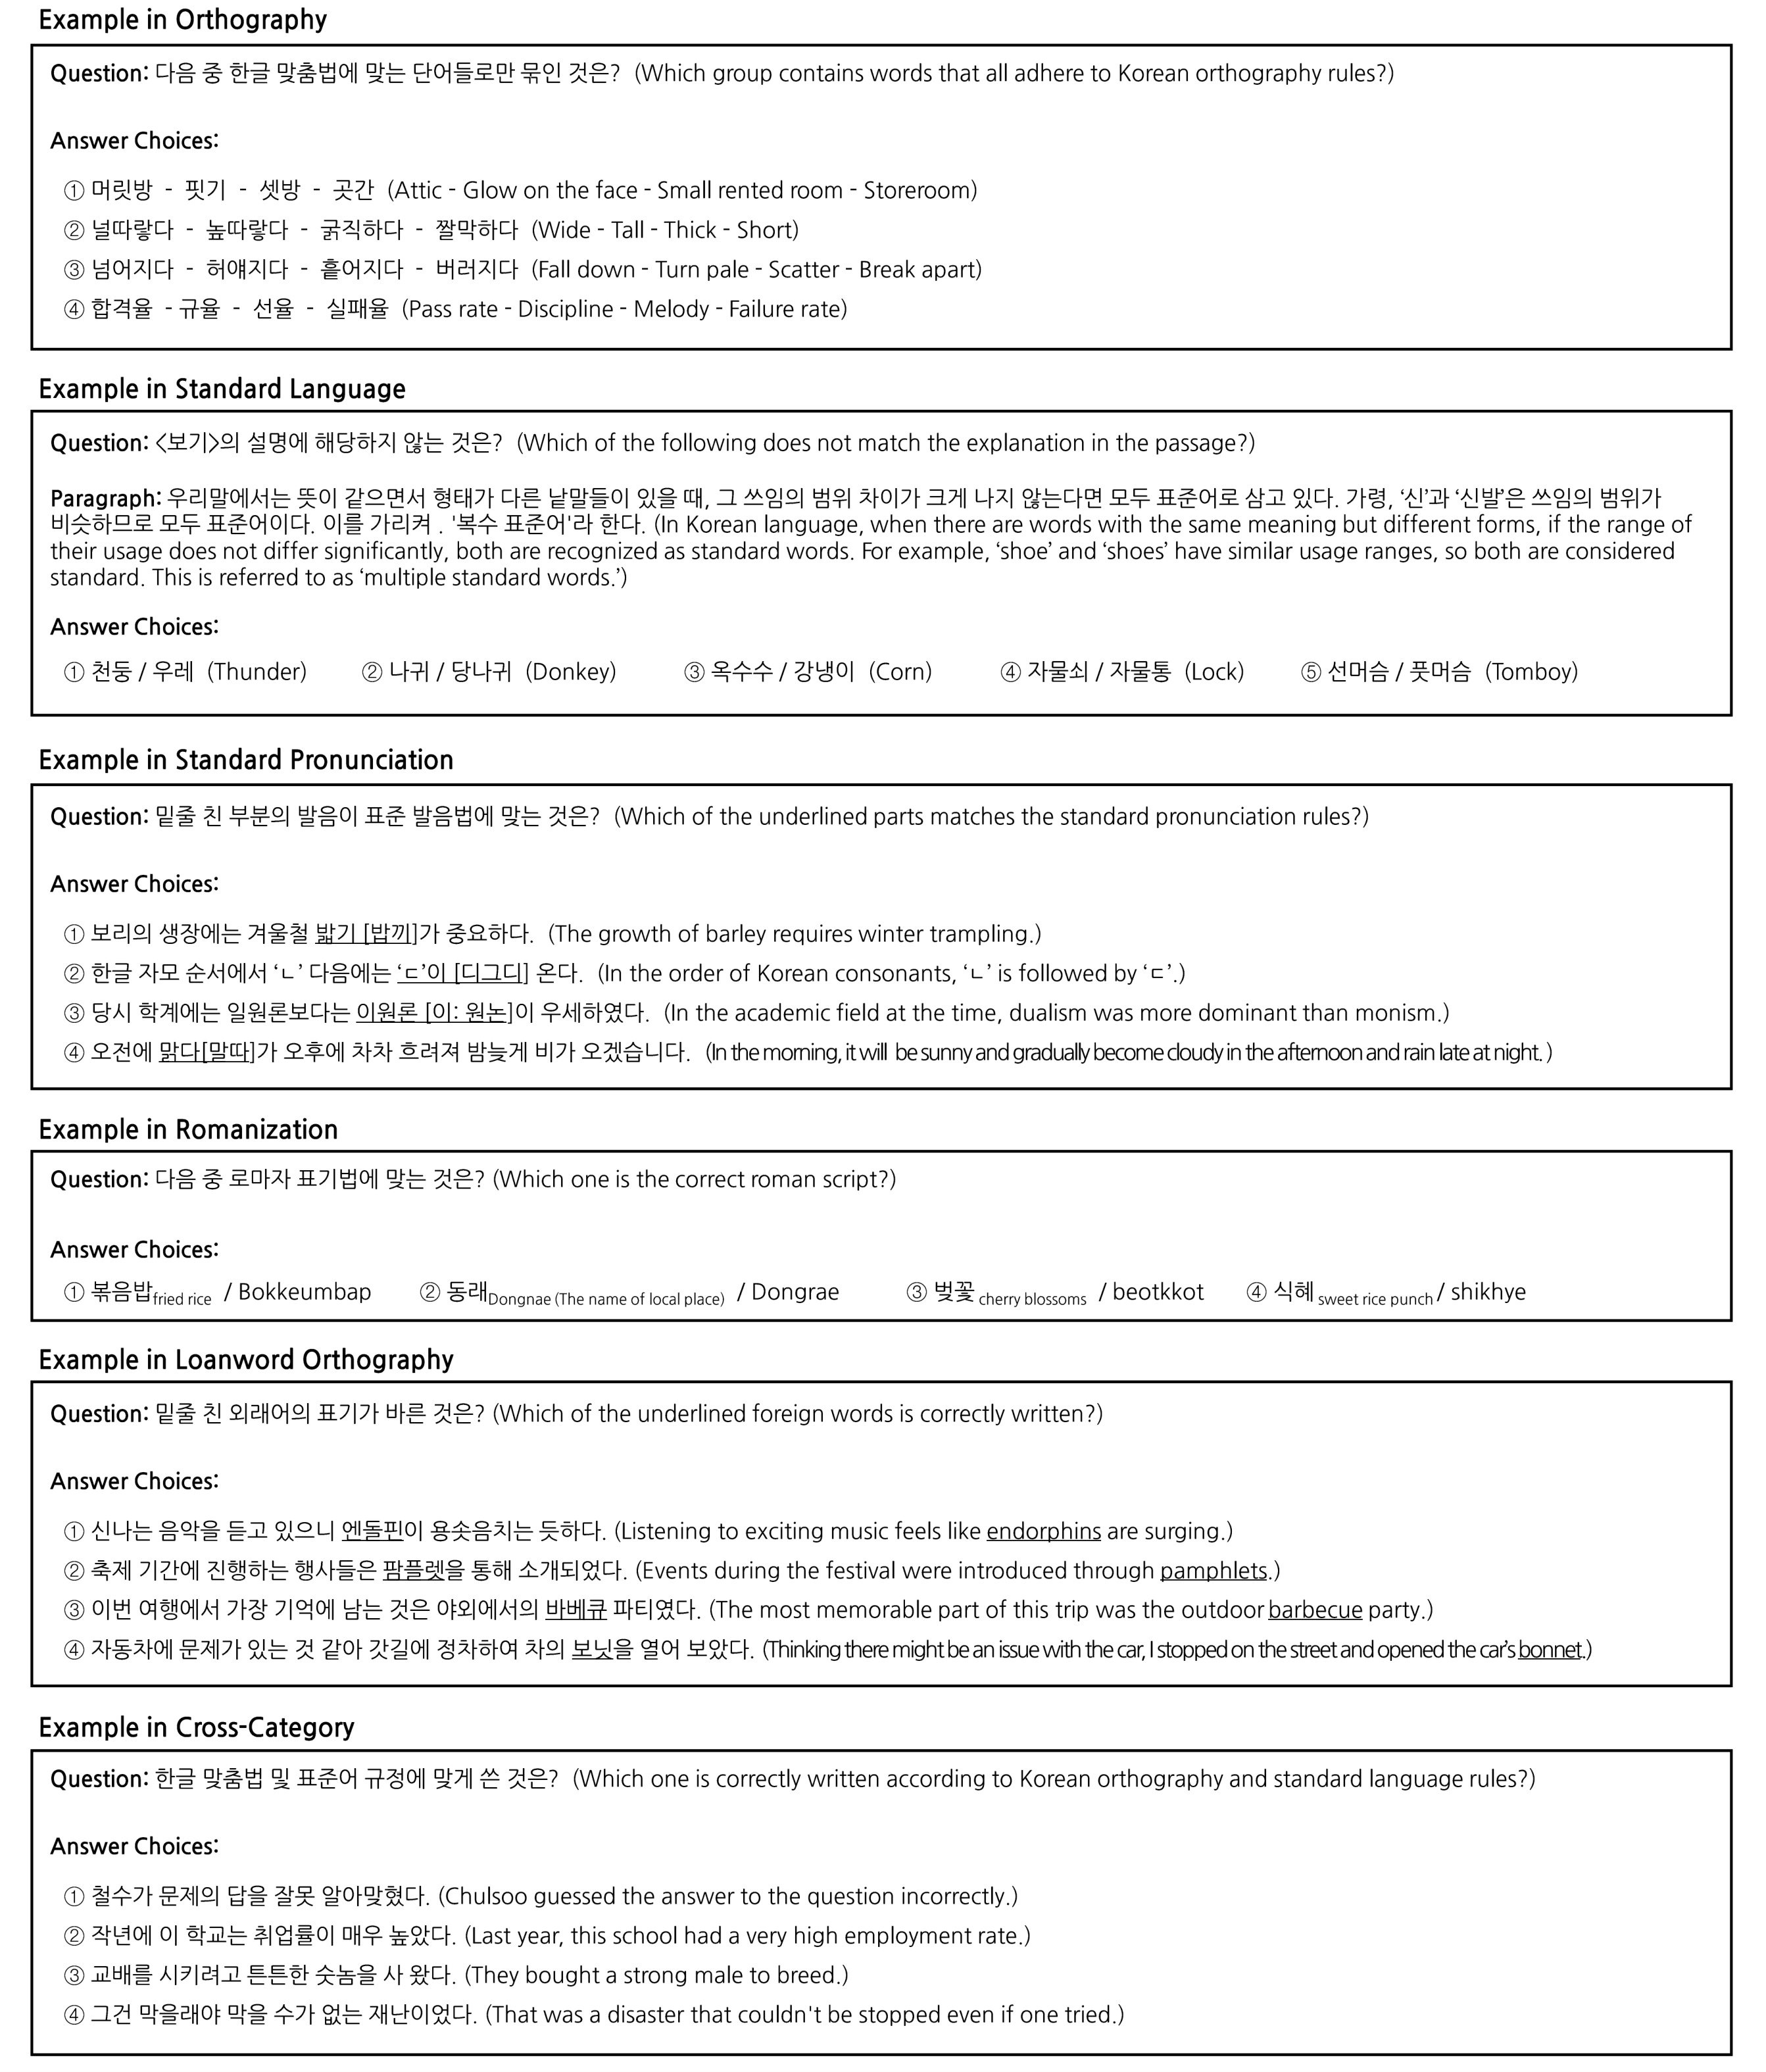 Example in Orthography
Question: 다음 중 한글 맞춤법에 맞는 단어들로만 묶인 것은? (Which group contains words that all adhere to Korean orthography rules?)
Answer Choices:
① 머릿방 - 핏기 - 셋방 - 곳간 (Attic - Glow on the face - Small rented room - Storeroom)
② 널따랗다 - 높따랗다 - 굵직하다 - 짤막하다 (Wide - Tall - Thick - Short)
③ 넘어지다 - 허얘지다 - 흩어지다 - 버러지다 (Fall down - Turn pale - Scatter - Break apart)
④ 합격율 - 규율 - 선율 - 실패율 (Pass rate - Discipline - Melody - Failure rate)
Example in Standard Language
Question: <보기>의 설명에 해당하지 않는 것은? (Which of the following does not match the explanation in the passage?)
Paragraph: 우리말에서는 뜻이 같으면서 형태가 다른 낱말들이 있을 때, 그 쓰임의 범위 차이가 크게 나지 않는다면 모두 표준어로 삼고 있다. 가령, ‘신’과 ‘신발’은 쓰임의 범위가
비슷하므로 모두 표준어이다. 이를 가리켜 . '복수 표준어'라 한다. (In Korean language, when there are words with the same meaning but different forms, if the range of
their usage does not differ significantly, both are recognized as standard words. For example, ‘shoe’ and ‘shoes’ have similar usage ranges, so both are considered
standard. This is referred to as ‘multiple standard words.’)
Answer Choices:
① 천둥 / 우레 (Thunder) ② 나귀 / 당나귀 (Donkey) ③ 옥수수 / 강냉이 (Corn) ④ 자물쇠 / 자물통 (Lock) ⑤ 선머슴 / 풋머슴 (Tomboy)
Example in Standard Pronunciation
Question: 밑줄 친 부분의 발음이 표준 발음법에 맞는 것은? (Which of the underlined parts matches the standard pronunciation rules?)
Answer Choices:
① 보리의 생장에는 겨울철 밟기 [밥끼]가 중요하다. (The growth of barley requires winter trampling.)
② 한글 자모 순서에서 ‘ㄴ’ 다음에는 ‘ㄷ’이 [디그디] 온다. (In the order of Korean consonants, ‘ㄴ’ is followed by ‘ㄷ’.)
③ 당시 학계에는 일원론보다는 이원론 [이: 원논]이 우세하였다. (In the academic field at the time, dualism was more dominant than monism.)
④ 오전에 맑다[말따]가 오후에 차차 흐려져 밤늦게 비가 오겠습니다. (In the morning, it will be sunny and gradually become cloudy in the afternoon and rain late at night. )
Example in Romanization
Question: 다음 중 로마자 표기법에 맞는 것은? (Which one is the correct roman script?)
Answer Choices:
① 볶음밥 fried rice / Bokkeumbap ② 동래 Dongnae (The name of local place) / Dongrae ③ 벚꽃 cherry blossoms / beotkkot ④ 식혜 sweet rice punch / shikhye
Example in Loanword Orthography
Question: 밑줄 친 외래어의 표기가 바른 것은? (Which of the underlined foreign words is correctly written?)
Answer Choices:
① 신나는 음악을 듣고 있으니 엔돌핀이 용솟음치는 듯하다. (Listening to exciting music feels like endorphins are surging.)
② 축제 기간에 진행하는 행사들은 팜플렛을 통해 소개되었다. (Events during the festival were introduced through pamphlets.)
③ 이번 여행에서 가장 기억에 남는 것은 야외에서의 바베큐 파티였다. (The most memorable part of this trip was the outdoor barbecue party.)
④ 자동차에 문제가 있는 것 같아 갓길에 정차하여 차의 보닛을 열어 보았다. (Thinking there might be an issue with the car, I stopped on the street and opened the car’s bonnet.)
Example in Cross-Category
Question: 한글 맞춤법 및 표준어 규정에 맞게 쓴 것은? (Which one is correctly written according to Korean orthography and standard language rules?)
Answer Choices:
① 철수가 문제의 답을 잘못 알아맞혔다. (Chulsoo guessed the answer to the question incorrectly.)
② 작년에 이 학교는 취업률이 매우 높았다. (Last year, this school had a very high employment rate.)
③ 교배를 시키려고 튼튼한 숫놈을 사 왔다. (They bought a strong male to breed.)
④ 그건 막을래야 막을 수가 없는 재난이었다. (That was a disaster that couldn't be stopped even if one tried.)